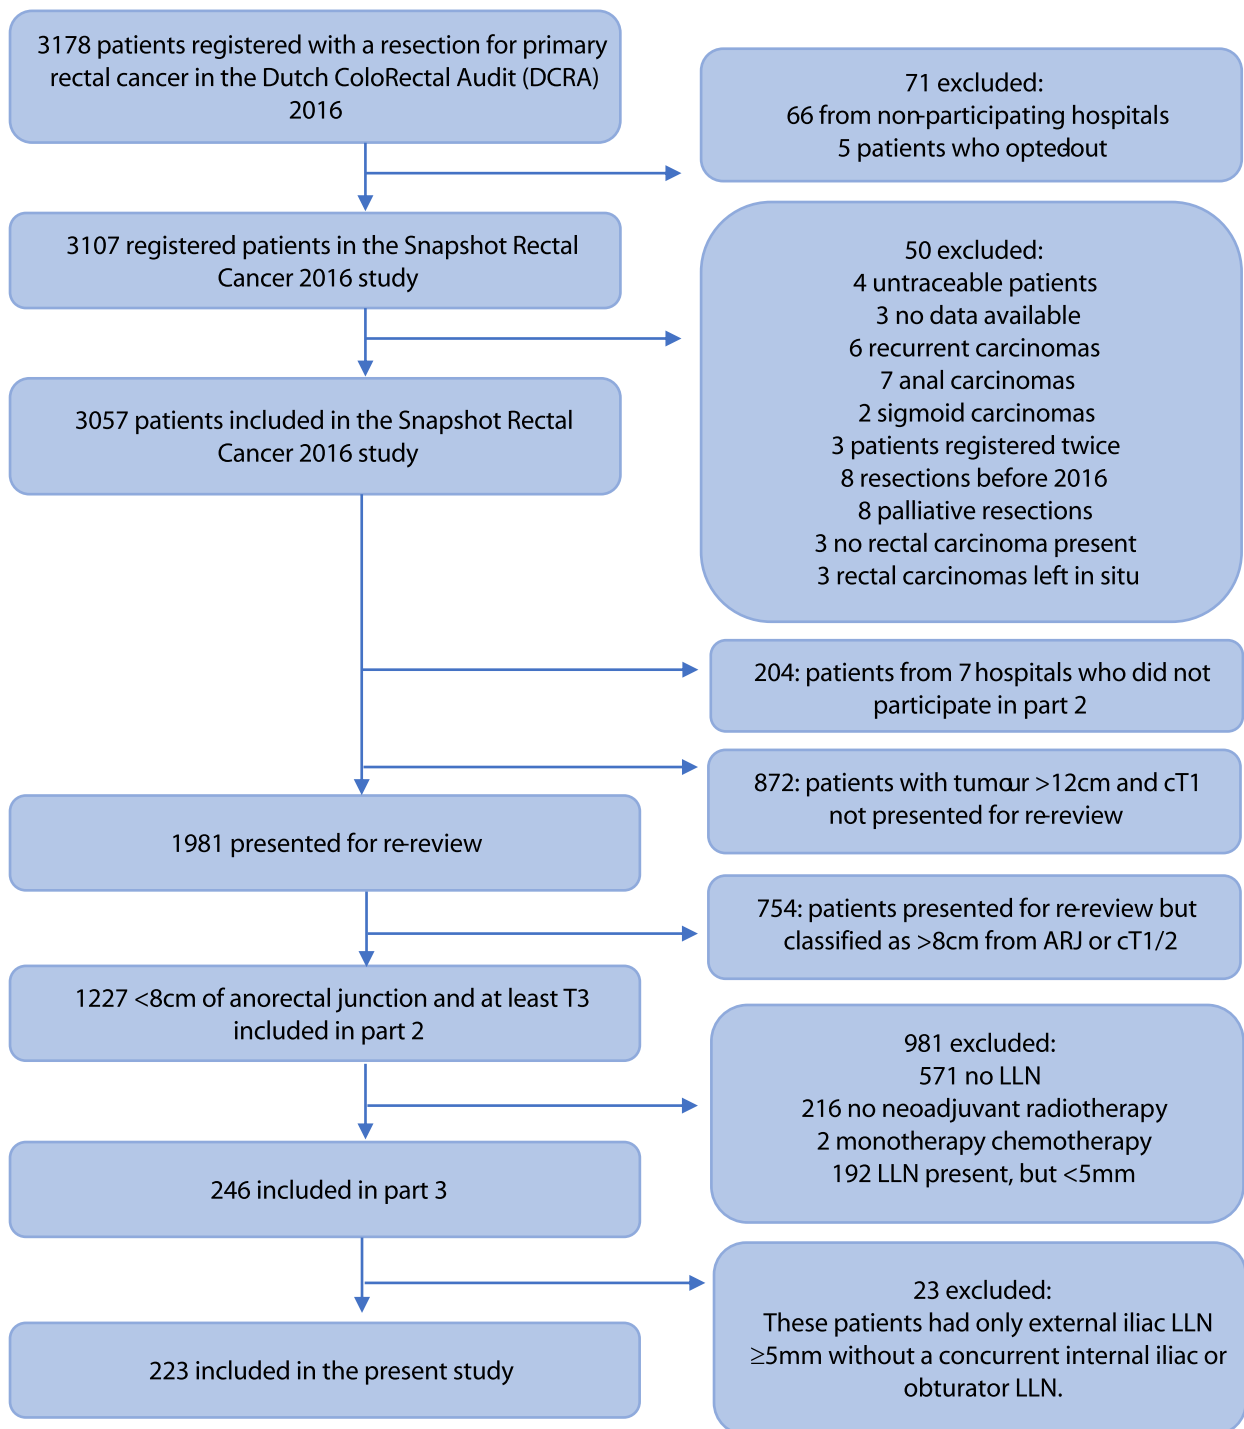 3178 patients registered with a resection for primary
rectal cancer in the Dutch ColoRectal Audit (DCRA)
2016
71 excluded:
66 from non-participating hospitals
5 patients who opted-out
3107 registered patients in the Snapshot Rectal
Cancer 2016 study
50 excluded:
4 untraceable patients
3 no data available
6 recurrent carcinomas
7 anal carcinomas
2 sigmoid carcinomas
3 patients registered twice
8 resections before 2016
8 palliative resections
3 no rectal carcinoma present
3 rectal carcinomas left in situ
3057 patients included in the Snapshot Rectal
Cancer 2016 study
204: patients from 7 hospitals who did not
participate in part 2
872: patients with tumour >12cm and cT1
not presented for re-review
1981 presented for re-review
754: patients presented for re-review but
classified as >8cm from ARJ or cT1/2
1227 <8cm of anorectal junction and at least T3
included in part 2
981 excluded:
571 no LLN
216 no neoadjuvant radiotherapy
2 monotherapy chemotherapy
192 LLN present, but <5mm
246 included in part 3
23 excluded:
These patients had only external iliac LLN
≥5mm without a concurrent internal iliac or
obturator LLN.
223 included in the present study